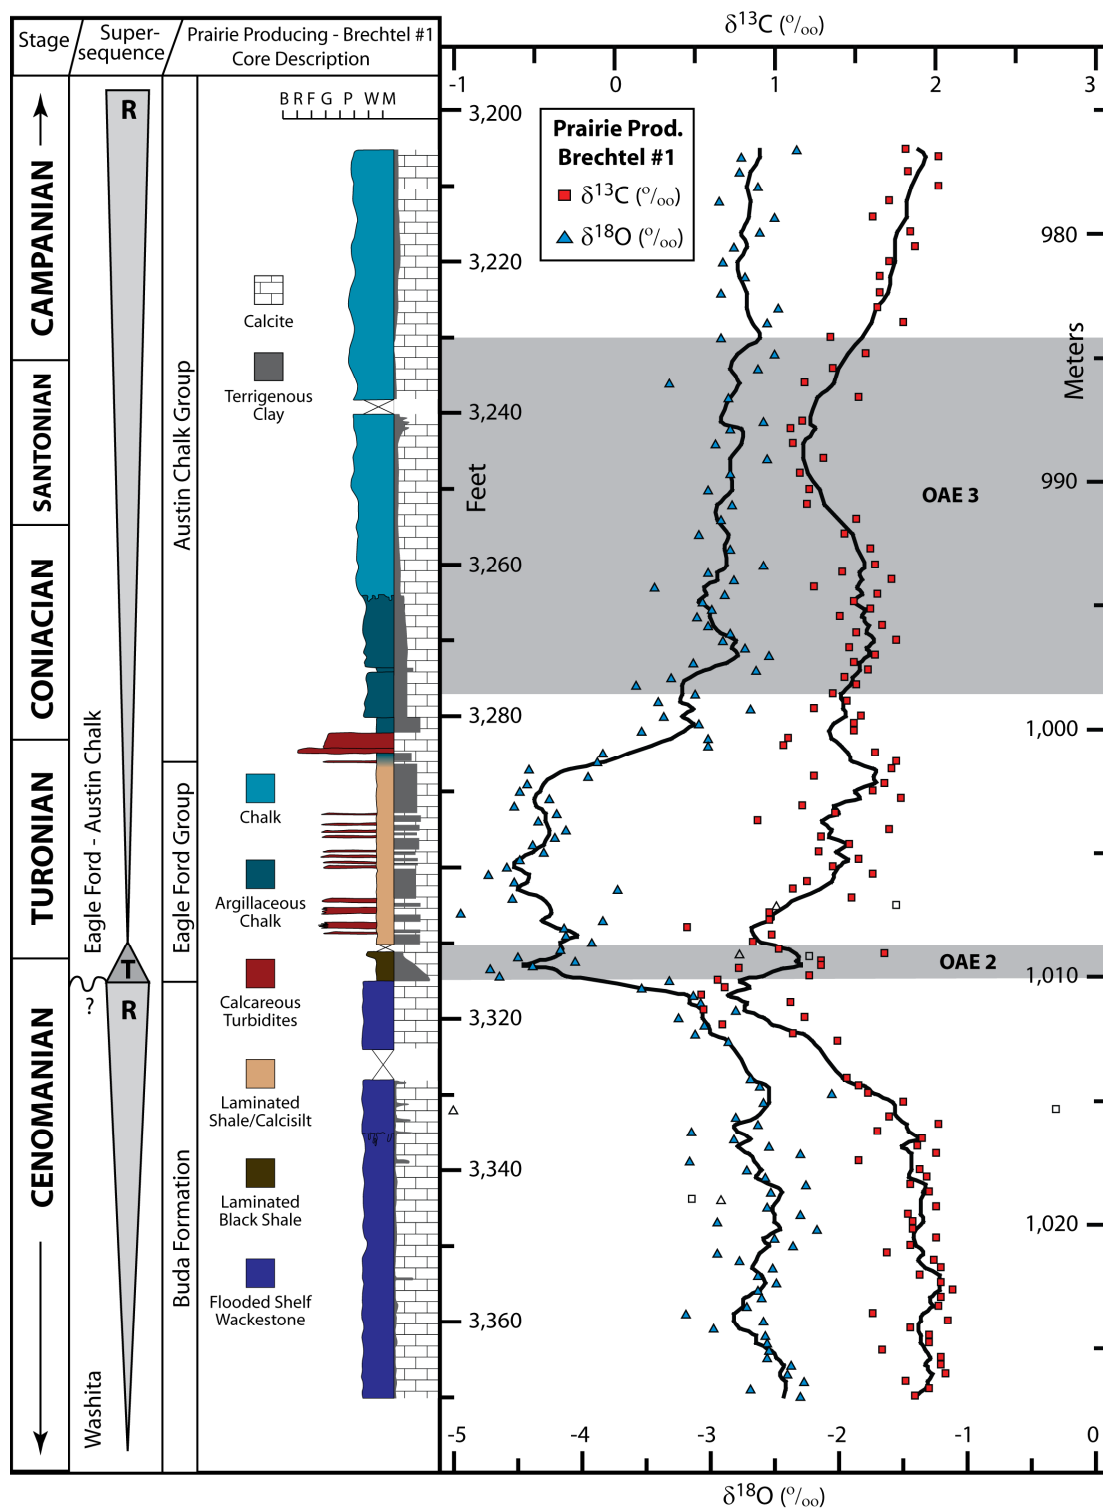 Stage
Super-
sequence
Prairie Producing - Brechtel #1
Core Description
δ13C (o/oo)
-1
0
1
2
3
B R F G P W M
R
3,200
Prairie Prod.
Brechtel #1
δ13C (o/oo)
δ18O (o/oo)
CAMPANIAN
980
3,220
Calcite
Meters
Terrigenous
Clay
SANTONIAN
Austin Chalk Group
3,240
Feet
990
OAE 3
3,260
CONIACIAN
3,280
1,000
TURONIAN
Eagle Ford - Austin Chalk
Eagle Ford Group
Chalk
Argillaceous
Chalk
T
OAE 2
1,010
?
R
Calcareous
Turbidites
3,320
CENOMANIAN
Laminated
Shale/Calcisilt
3,340
Laminated
Black Shale
1,020
Buda Formation
Flooded Shelf
Wackestone
3,360
Washita
-5
-4
-3
-2
-1
0
δ18O (o/oo)